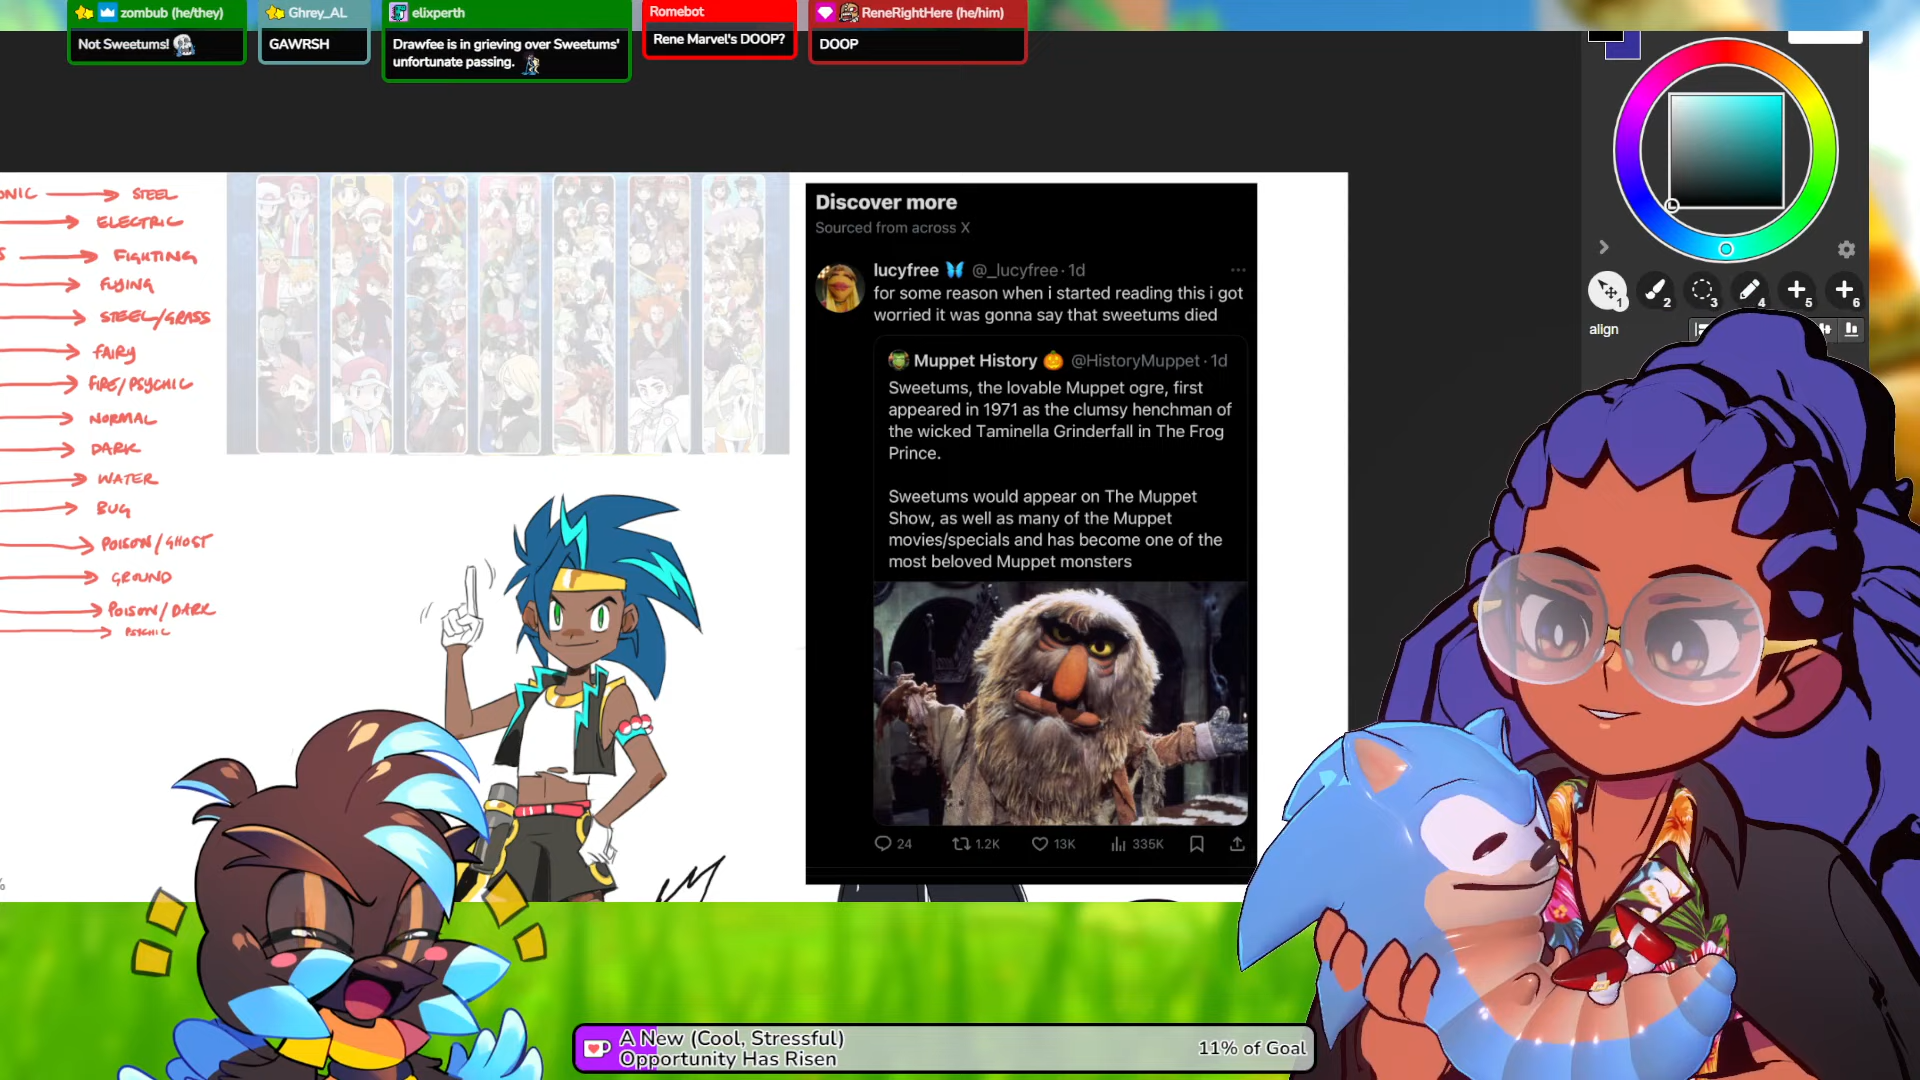 zombub (he/they)
Not Sweetums!
Ghrey_AL
GAWRSH
elixperth
Drawfee is in grieving over Sweetums'
unfortunate passing.
Romebot
Rene Marvel's DOOP?
ReneRightHere (he/him)
DOOP
ONIC → STEEL
→ ELECTRIC
S → FIGHTING
→ FLYING
→ STEEL/GRASS
→ FAIRY
→ FIRE/PSYCHIC
→ NORMAL
→ DARK
→ WATER
→ BUG
→ POISON/GHOST
→ GROUND
→ POISON/DARK
→ PSYCHIC
%
Discover more
Sourced from across X
lucyfree 🦋 @_lucyfree · 1d
for some reason when i started reading this i got
worried it was gonna say that sweetums died
Muppet History 🎃 @HistoryMuppet · 1d
Sweetums, the lovable Muppet ogre, first
appeared in 1971 as the clumsy henchman of
the wicked Taminella Grinderfall in The Frog
Prince.
Sweetums would appear on The Muppet
Show, as well as many of the Muppet
movies/specials and has become one of the
most beloved Muppet monsters
24 1.2K 13K 335K
1 2 3 4 5 6
align
A New (Cool, Stressful)
Opportunity Has Risen
11% of Goal